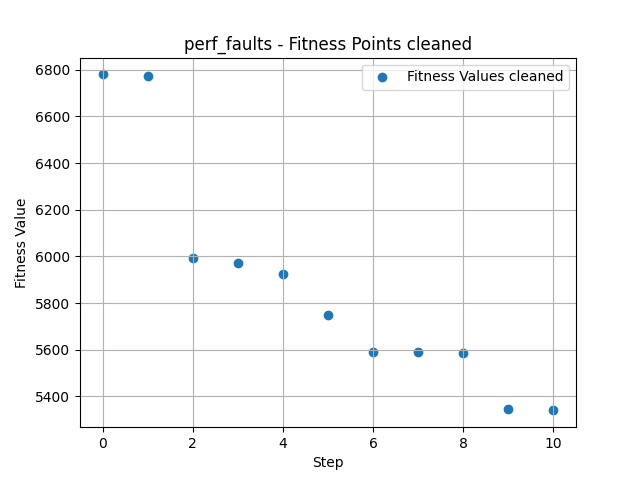 perf_faults - Fitness Points cleaned
Fitness Values cleaned
6800
6600
6400
6200
6000
5800
5600
5400
Fitness Value
0 2 4 6 8 10
Step